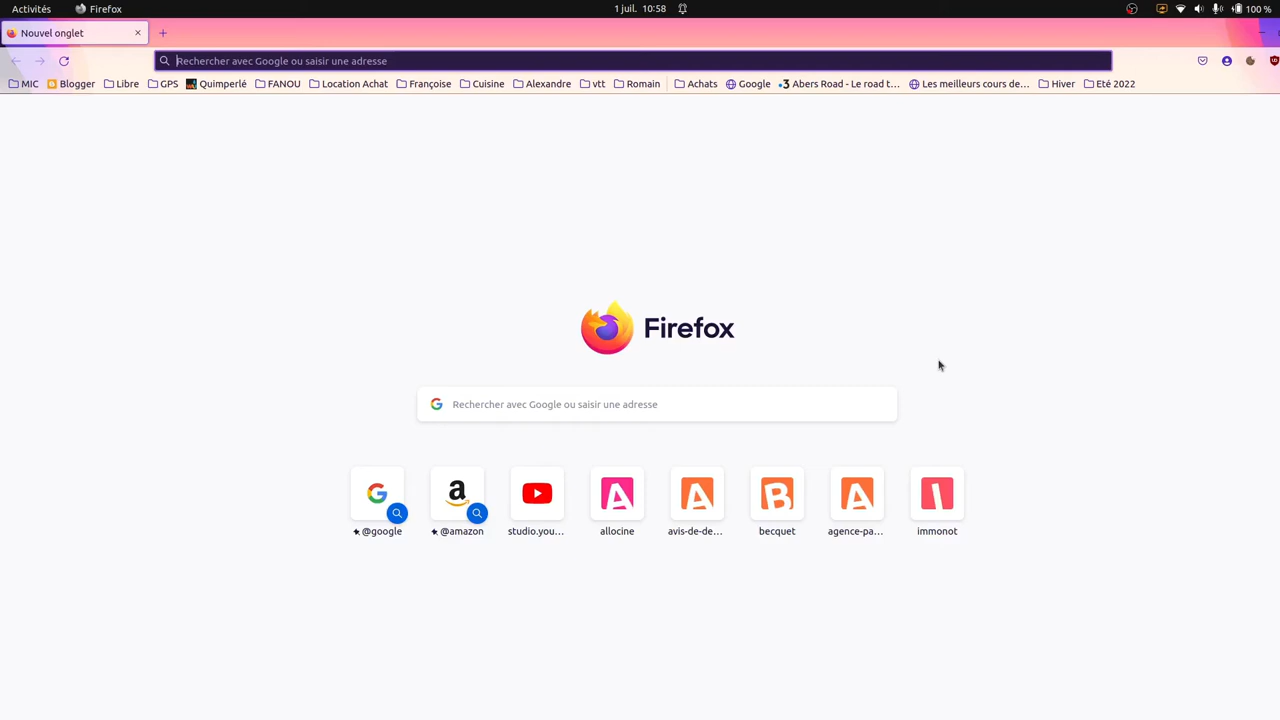 Activités Firefox 1 juil. 10:58 100 %
Nouvel onglet
Rechercher avec Google ou saisir une adresse
MIC Blogger Libre GPS Quimperlé FANOU Location Achat Françoise Cuisine Alexandre vtt Romain Achats Google Abers Road - Le road t… Les meilleurs cours de… Hiver Eté 2022
Firefox
Rechercher avec Google ou saisir une adresse
@google @amazon studio.you… allocine avis-de-de… becquet agence-pa… immonot